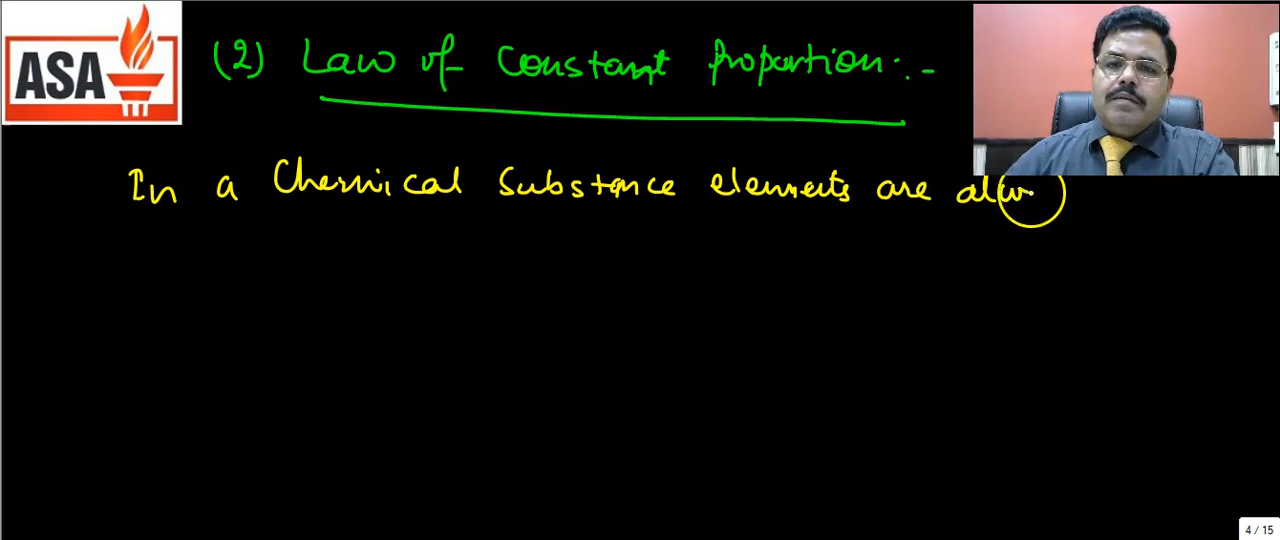 ASA
(2) Law of Constant Proportion :-
In a Chemical Substance elements are alw
4 / 15